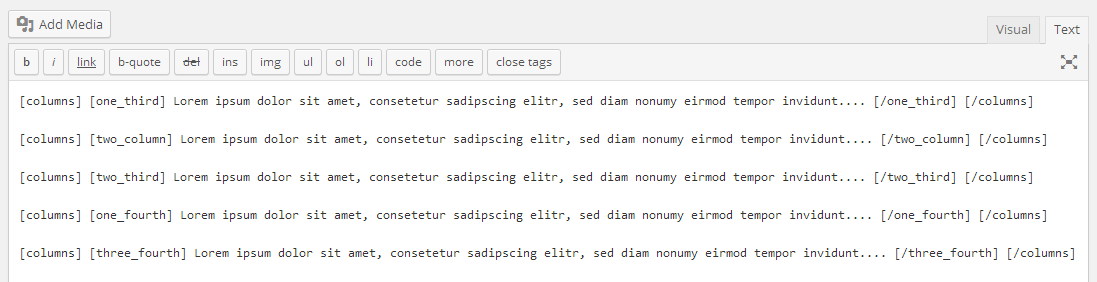 Add Media
Visual Text
b i link b-quote del ins img ul ol li code more close tags
[columns] [one_third] Lorem ipsum dolor sit amet, consetetur sadipscing elitr, sed diam nonumy eirmod tempor invidunt.... [/one_third] [/columns]
[columns] [two_column] Lorem ipsum dolor sit amet, consetetur sadipscing elitr, sed diam nonumy eirmod tempor invidunt.... [/two_column] [/columns]
[columns] [two_third] Lorem ipsum dolor sit amet, consetetur sadipscing elitr, sed diam nonumy eirmod tempor invidunt.... [/two_third] [/columns]
[columns] [one_fourth] Lorem ipsum dolor sit amet, consetetur sadipscing elitr, sed diam nonumy eirmod tempor invidunt.... [/one_fourth] [/columns]
[columns] [three_fourth] Lorem ipsum dolor sit amet, consetetur sadipscing elitr, sed diam nonumy eirmod tempor invidunt.... [/three_fourth] [/columns]